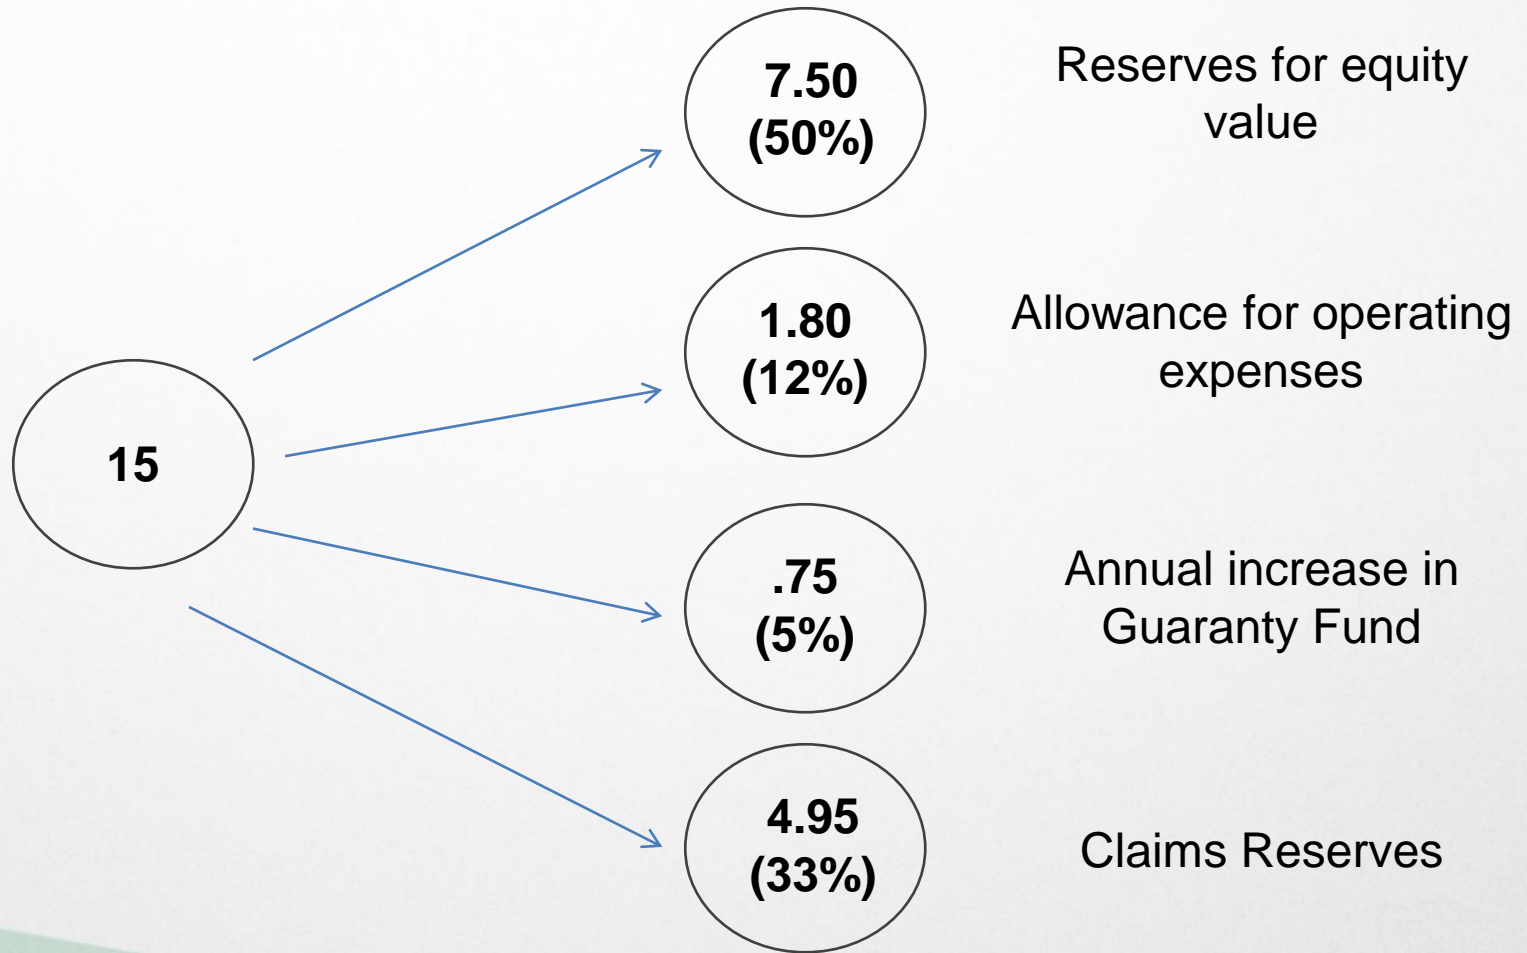 7.50
(50%)
Reserves for equity
value
1.80
(12%)
Allowance for operating
expenses
15
.75
(5%)
Annual increase in
Guaranty Fund
4.95
(33%)
Claims Reserves